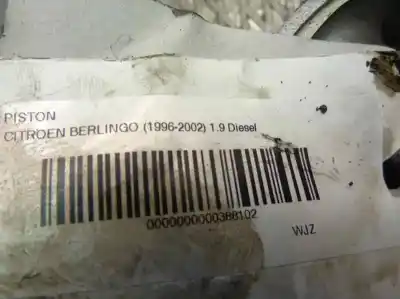 PISTON
CITROEN BERLINGO (1996-2002) 1.9 Diesel
0000000000388102
WJZ